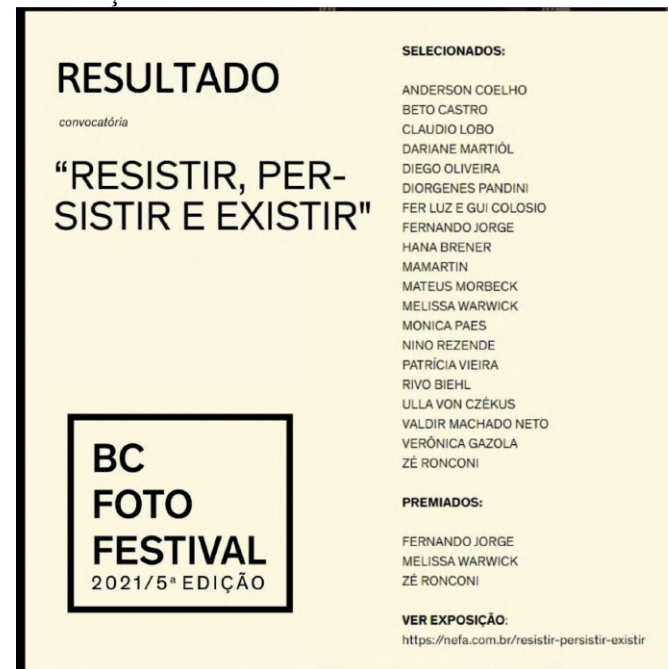 RESULTADO
convocatória
“RESISTIR, PER-
SISTIR E EXISTIR"
BC
FOTO
FESTIVAL
2021/5ª EDIÇÃO
SELECIONADOS:
ANDERSON COELHO
BETO CASTRO
CLAUDIO LOBO
DARIANE MARTIÓL
DIEGO OLIVEIRA
DIORGENES PANDINI
FER LUZ E GUI COLOSIO
FERNANDO JORGE
HANA BRENER
MAMARTIN
MATEUS MORBECK
MELISSA WARWICK
MONICA PAES
NINO REZENDE
PATRÍCIA VIEIRA
RIVO BIEHL
ULLA VON CZÉKUS
VALDIR MACHADO NETO
VERÔNICA GAZOLA
ZÉ RONCONI
PREMIADOS:
FERNANDO JORGE
MELISSA WARWICK
ZÉ RONCONI
VER EXPOSIÇÃO:
https://nefa.com.br/resistir-persistir-existir